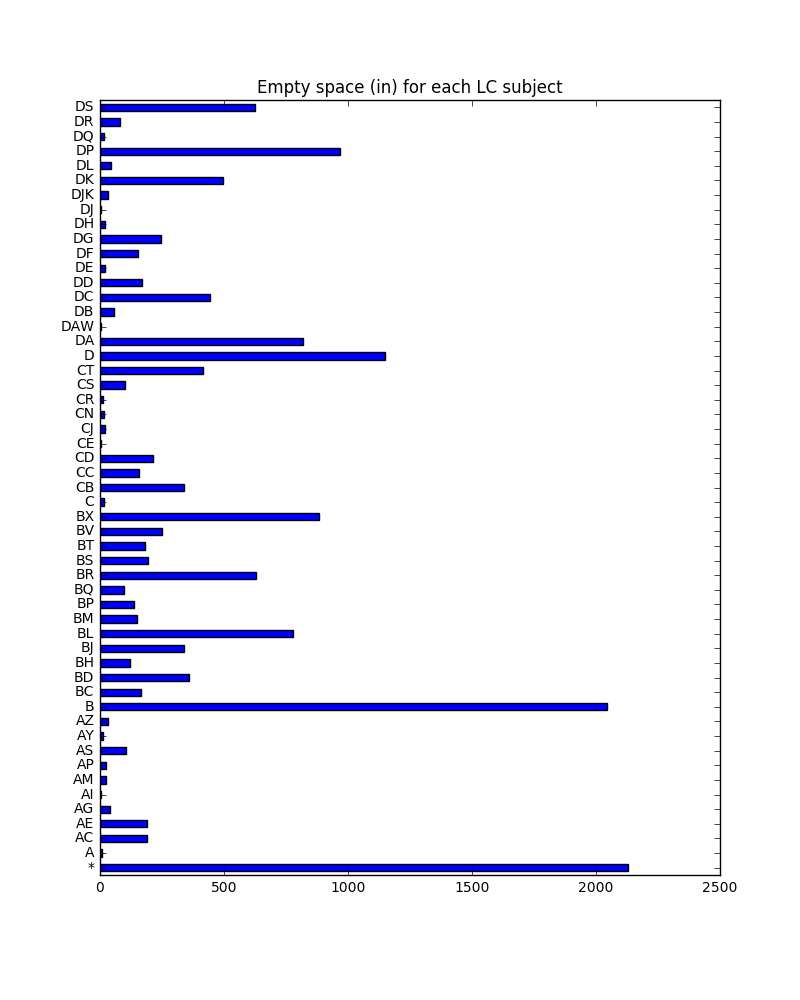 Empty space (in) for each LC subject
DS
DR
DQ
DP
DL
DK
DJK
DJ
DH
DG
DF
DE
DD
DC
DB
DAW
DA
D
CT
CS
CR
CN
CJ
CE
CD
CC
CB
C
BX
BV
BT
BS
BR
BQ
BP
BM
BL
BJ
BH
BD
BC
B
AZ
AY
AS
AP
AM
AI
AG
AE
AC
A
*
0 500 1000 1500 2000 2500